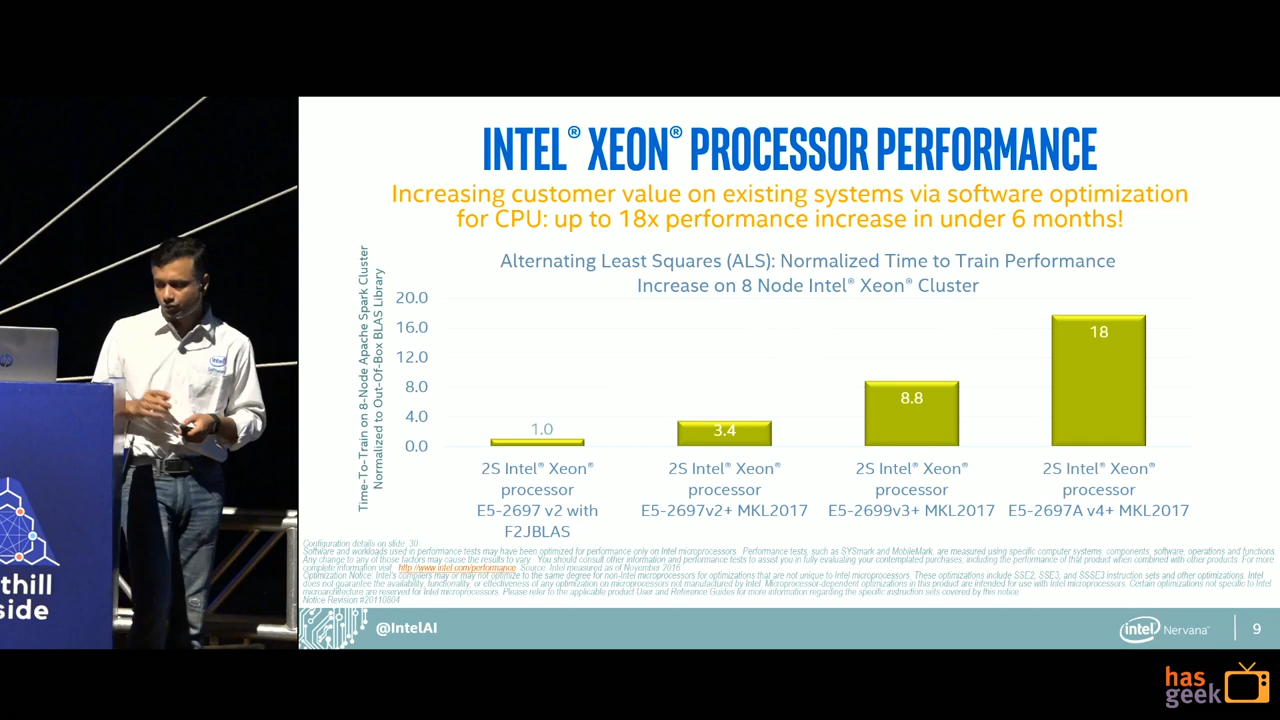 INTEL® XEON® PROCESSOR PERFORMANCE
Increasing customer value on existing systems via software optimization
for CPU: up to 18x performance increase in under 6 months!
Alternating Least Squares (ALS): Normalized Time to Train Performance
Increase on 8 Node Intel® Xeon® Cluster
Time-To-Train on 8-Node Apache Spark Cluster
Normalized to Out-Of-Box BLAS Library
20.0
16.0
12.0
8.0
4.0
0.0
1.0
3.4
8.8
18
2S Intel® Xeon®
processor
E5-2697 v2 with
F2JBLAS
2S Intel® Xeon®
processor
E5-2697v2+ MKL2017
2S Intel® Xeon®
processor
E5-2699v3+ MKL2017
2S Intel® Xeon®
processor
E5-2697A v4+ MKL2017
Configuration details on slide: 30
Software and workloads used in performance tests may have been optimized for performance only on Intel microprocessors. Performance tests, such as SYSmark and MobileMark, are measured using specific computer systems, components, software, operations and functions.
Any change to any of those factors may cause the results to vary. You should consult other information and performance tests to assist you in fully evaluating your contemplated purchases, including the performance of that product when combined with other products. For more
complete information visit: http://www.intel.com/performance. Source: Intel measured as of November 2016
Optimization Notice: Intel's compilers may or may not optimize to the same degree for non-Intel microprocessors for optimizations that are not unique to Intel microprocessors. These optimizations include SSE2, SSE3, and SSSE3 instruction sets and other optimizations. Intel
does not guarantee the availability, functionality, or effectiveness of any optimization on microprocessors not manufactured by Intel. Microprocessor-dependent optimizations in this product are intended for use with Intel microprocessors. Certain optimizations not specific to Intel
microarchitecture are reserved for Intel microprocessors. Please refer to the applicable product User and Reference Guides for more information regarding the specific instruction sets covered by this notice.
Notice Revision #20110804
@IntelAI
intel Nervana™
9
hp
intel
Software
thill
side
has
geek